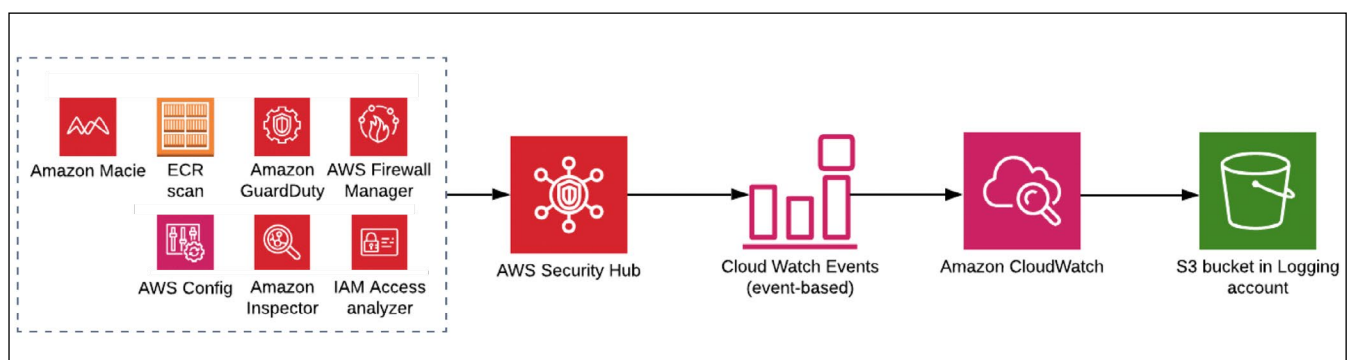 Amazon Macie
ECR
scan
Amazon
GuardDuty
AWS Firewall
Manager
AWS Config
Amazon
Inspector
IAM Access
analyzer
AWS Security Hub
Cloud Watch Events
(event-based)
Amazon CloudWatch
S3 bucket in Logging
account